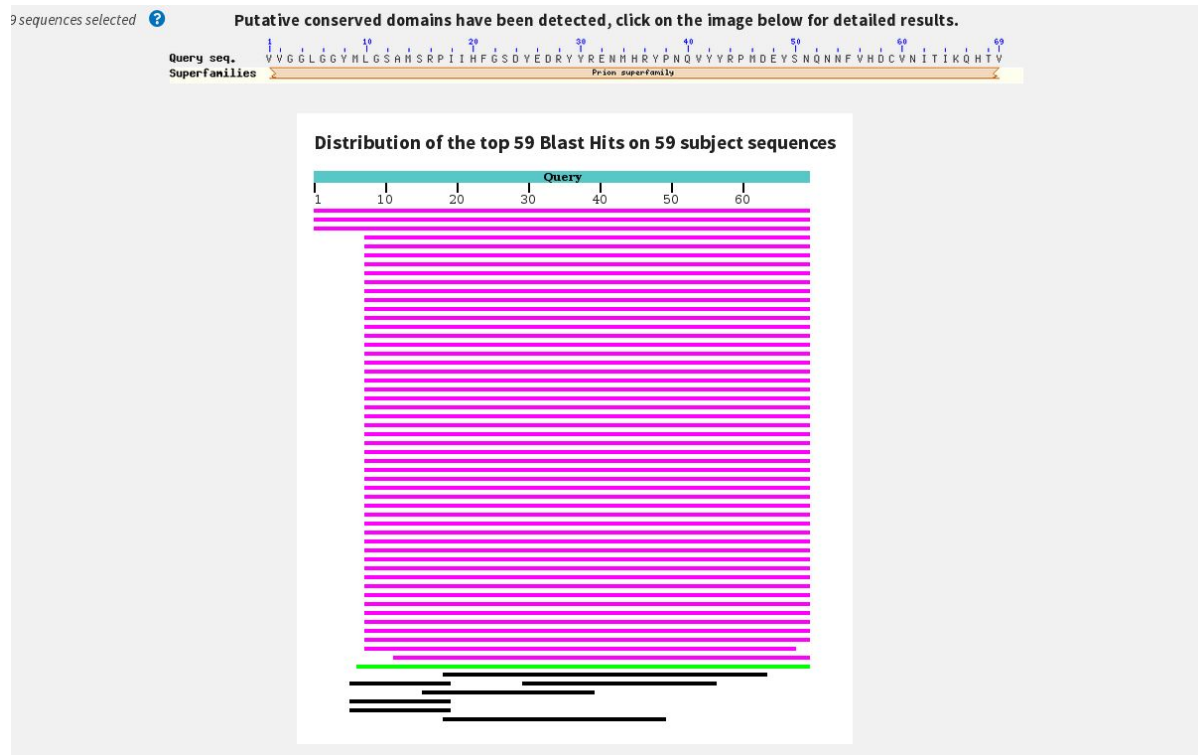 9 sequences selected ?
Putative conserved domains have been detected, click on the image below for detailed results.
1 10 20 30 40 50 60 69
Query seq. V V G G L G G Y M L G S A M S R P I I H F G S D Y E D R Y Y R E N M H R Y P N Q V Y Y R P M D E Y S N Q N N F V H D C V N I T I K Q H T V
Superfamilies Prion superfamily
Distribution of the top 59 Blast Hits on 59 subject sequences
Query
1 10 20 30 40 50 60